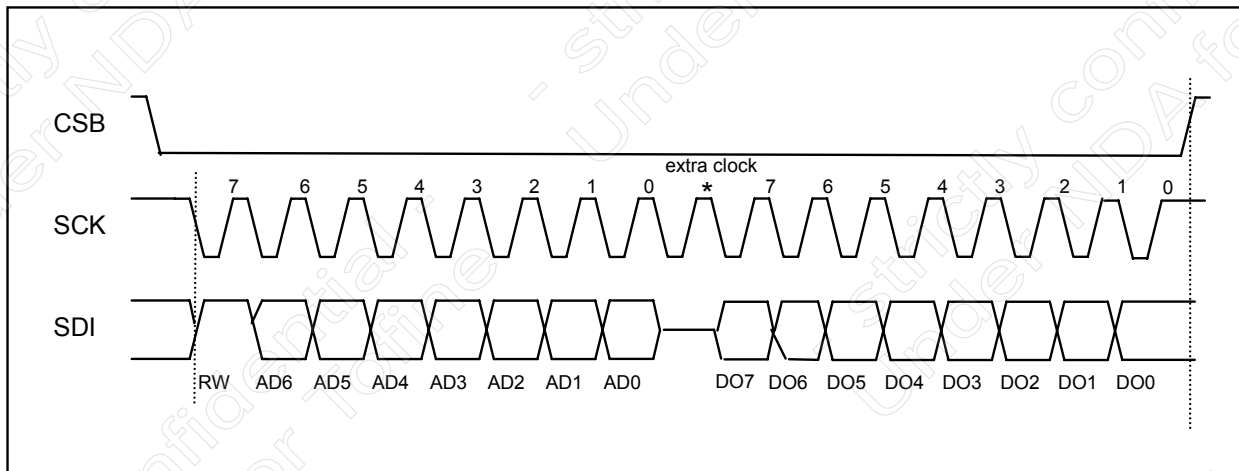 CSB
extra clock
7 6 5 4 3 2 1 0 * 7 6 5 4 3 2 1 0
SCK
SDI
RW AD6 AD5 AD4 AD3 AD2 AD1 AD0 DO7 DO6 DO5 DO4 DO3 DO2 DO1 DO0